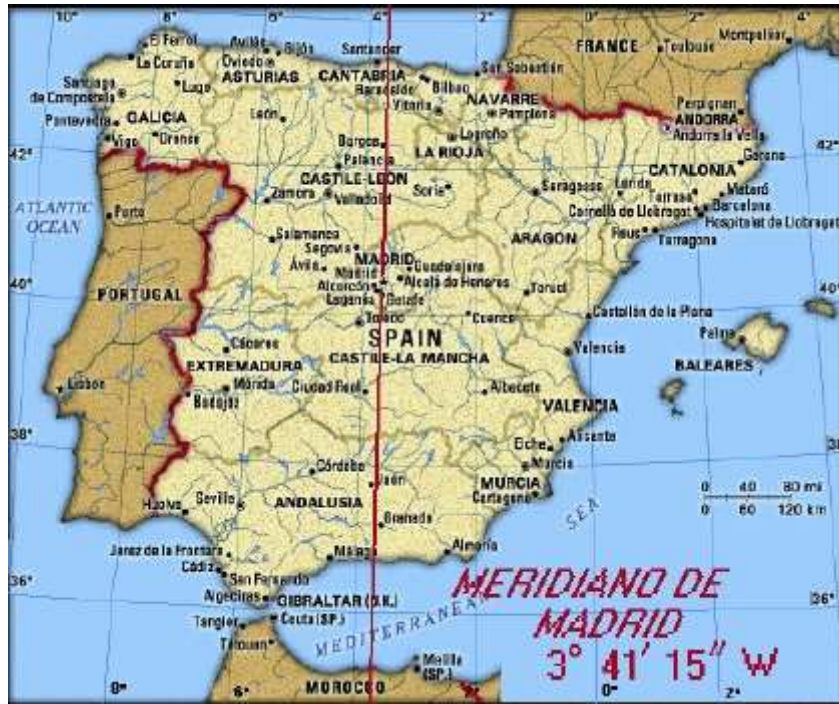 10°
8°
6°
4°
2°
0°
2°
4°
El Ferrol
Avilés
Gijón
Santander
FRANCE
Toulouse
Montpellier
La Coruña
Oviedo
ASTURIAS
CANTABRIA
San Sebastián
Baracaldo
Bilbao
Santiago
de Compostela
Lugo
GALICIA
León
Vitoria
NAVARRE
Pamplona
Perpignan
ANDORRA
Andorra la Vella
Pontevedra
Vigo
Orense
Burgos
Logroño
LA RIOJA
42°
42°
Palencia
CASTILE-LEON
Valladolid
Zamora
Soria
Saragossa
Lerida
CATALONIA
Gerona
Tarrasa
Mataró
Barcelona
Cornellá de Llobregat
Hospitalet de Llobregat
Reus
Tarragona
ATLANTIC
OCEAN
Porto
Salamanca
Segovia
ARAGON
Ávila
MADRID
Madrid
Guadalajara
Alcalá de Henares
Alcorcón
Leganés
Getafe
Teruel
40°
40°
PORTUGAL
Toledo
SPAIN
Cuenca
Castellón de la Plana
CASTILE-LA MANCHA
Cáceres
EXTREMADURA
Valencia
Palma
BALEARES
Lisbon
Mérida
Badajoz
Ciudad Real
Albacete
VALENCIA
38°
38°
Alicante
Elche
Murcia
MURCIA
Cartagena
Córdoba
Jaén
Huelva
Sevilla
ANDALUSIA
Granada
0 40 80 mi
0 60 120 km
SEA
Jerez de la Frontera
Málaga
Almería
Cádiz
San Fernando
36°
36°
Algeciras
GIBRALTAR (U.K.)
Ceuta (SP.)
Tangier
Tétouan
MEDITERRANEAN
Melilla
(SP.)
MOROCCO
MERIDIANO DE
MADRID
3° 41' 15" W
8°
6°
0°
2°